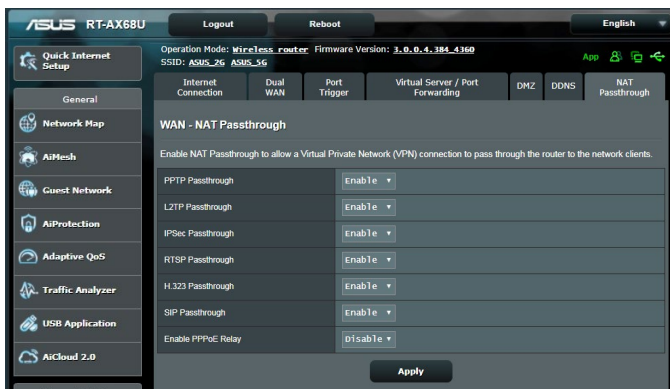 ASUS RT-AX68U
Logout
Reboot
English
Quick Internet
Setup
Operation Mode: Wireless router Firmware Version: 3.0.0.4.384_4360
SSID: ASUS_2G ASUS_5G
App
General
Network Map
AiMesh
Guest Network
AiProtection
Adaptive QoS
Traffic Analyzer
USB Application
AiCloud 2.0
Internet
Connection
Dual
WAN
Port
Trigger
Virtual Server / Port
Forwarding
DMZ
DDNS
NAT
Passthrough
WAN - NAT Passthrough
Enable NAT Passthrough to allow a Virtual Private Network (VPN) connection to pass through the router to the network clients.
PPTP Passthrough Enable
L2TP Passthrough Enable
IPSec Passthrough Enable
RTSP Passthrough Enable
H.323 Passthrough Enable
SIP Passthrough Enable
Enable PPPoE Relay Disable
Apply